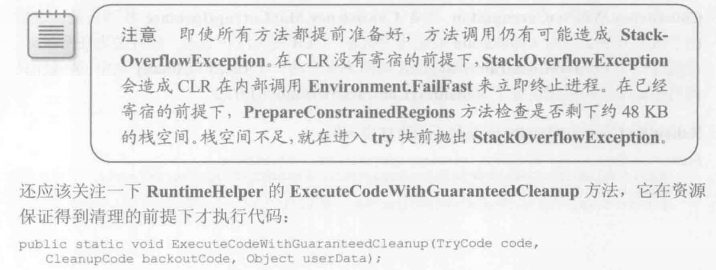 注意 即使所有方法都提前准备好，方法调用仍有可能造成 Stack-
OverflowException。在 CLR 没有寄宿的前提下，StackOverflowException
会造成 CLR 在内部调用 Environment.FailFast 来立即终止进程。在已经
寄宿的前提下，PrepareConstrainedRegions 方法检查是否剩下约 48 KB
的栈空间。栈空间不足，就在进入 try 块前抛出 StackOverflowException。
还应该关注一下 RuntimeHelper 的 ExecuteCodeWithGuaranteedCleanup 方法，它在资源
保证得到清理的前提下才执行代码：
public static void ExecuteCodeWithGuaranteedCleanup(TryCode code,
CleanupCode backoutCode, Object userData);